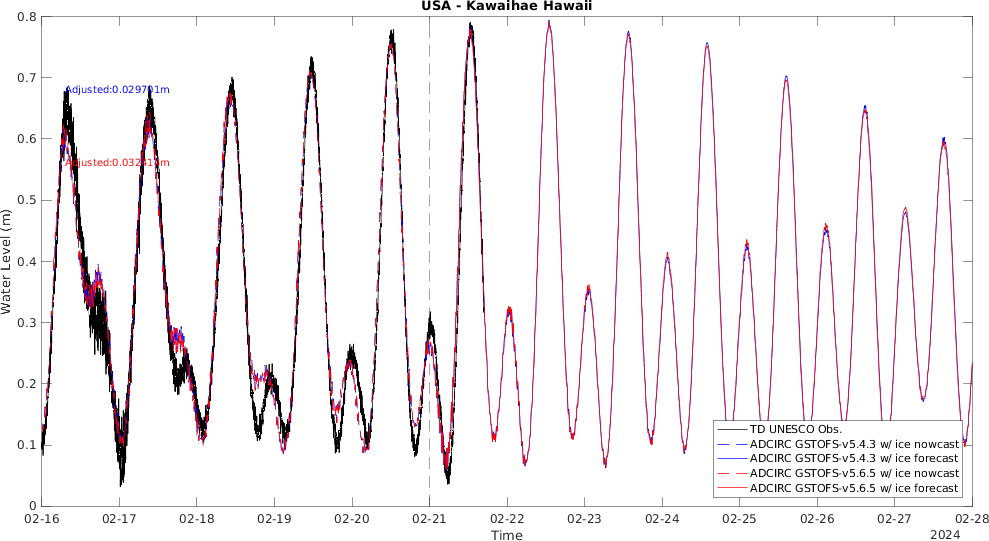 USA - Kawaihae Hawaii
0.8
0.7
0.6
0.5
0.4
0.3
0.2
0.1
0
Water Level (m)
Adjusted:0.029701m
TD UNESCO Obs.
ADCIRC GSTOFS-v5.4.3 w/ ice nowcast
ADCIRC GSTOFS-v5.4.3 w/ ice forecast
ADCIRC GSTOFS-v5.6.5 w/ ice nowcast
ADCIRC GSTOFS-v5.6.5 w/ ice forecast
02-16 02-17 02-18 02-19 02-20 02-21 02-22 02-23 02-24 02-25 02-26 02-27 02-28
Time
2024